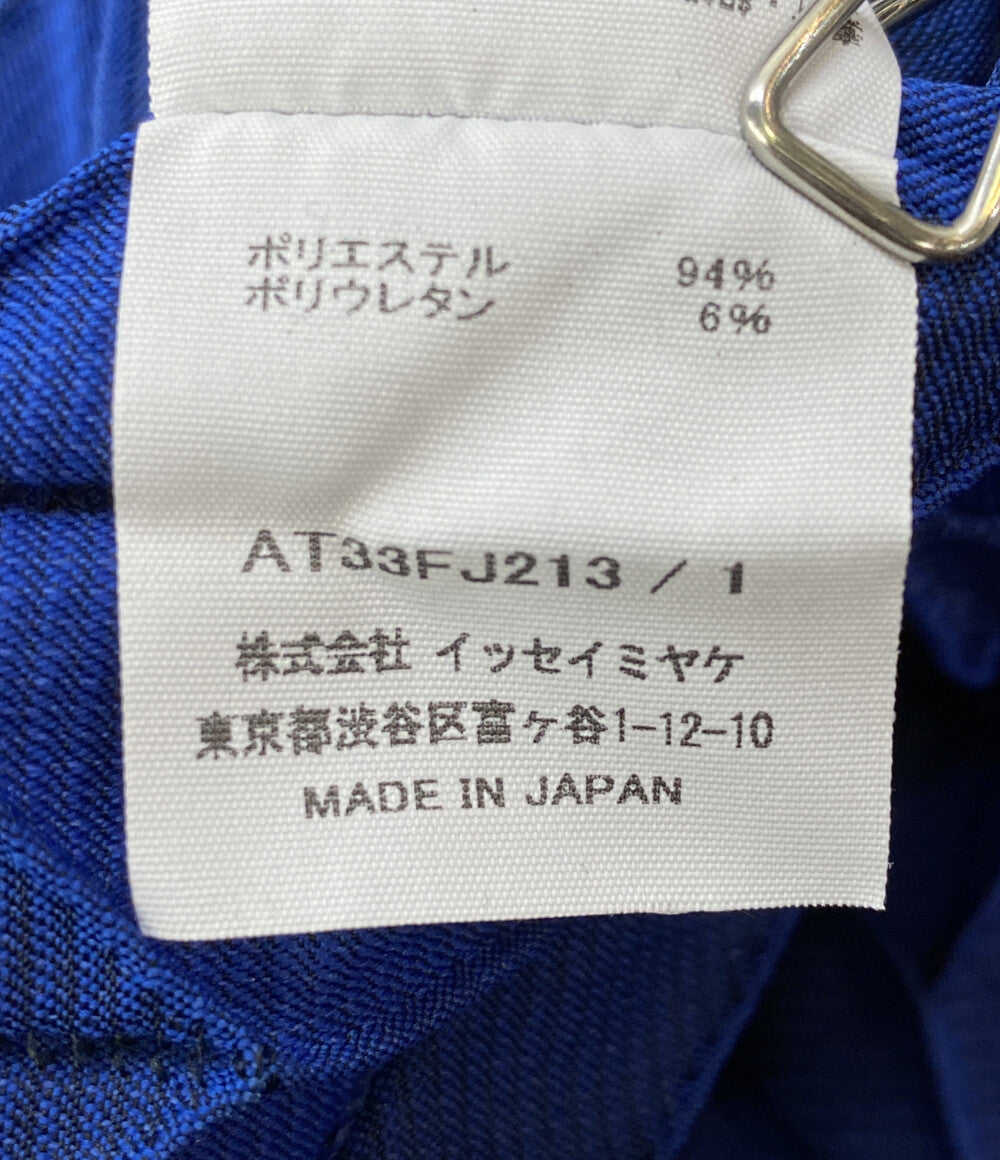 ポリエステル 94%
ポリウレタン 6%
AT33FJ213 / 1
株式会社 イッセイミヤケ
東京都渋谷区富ヶ谷1-12-10
MADE IN JAPAN